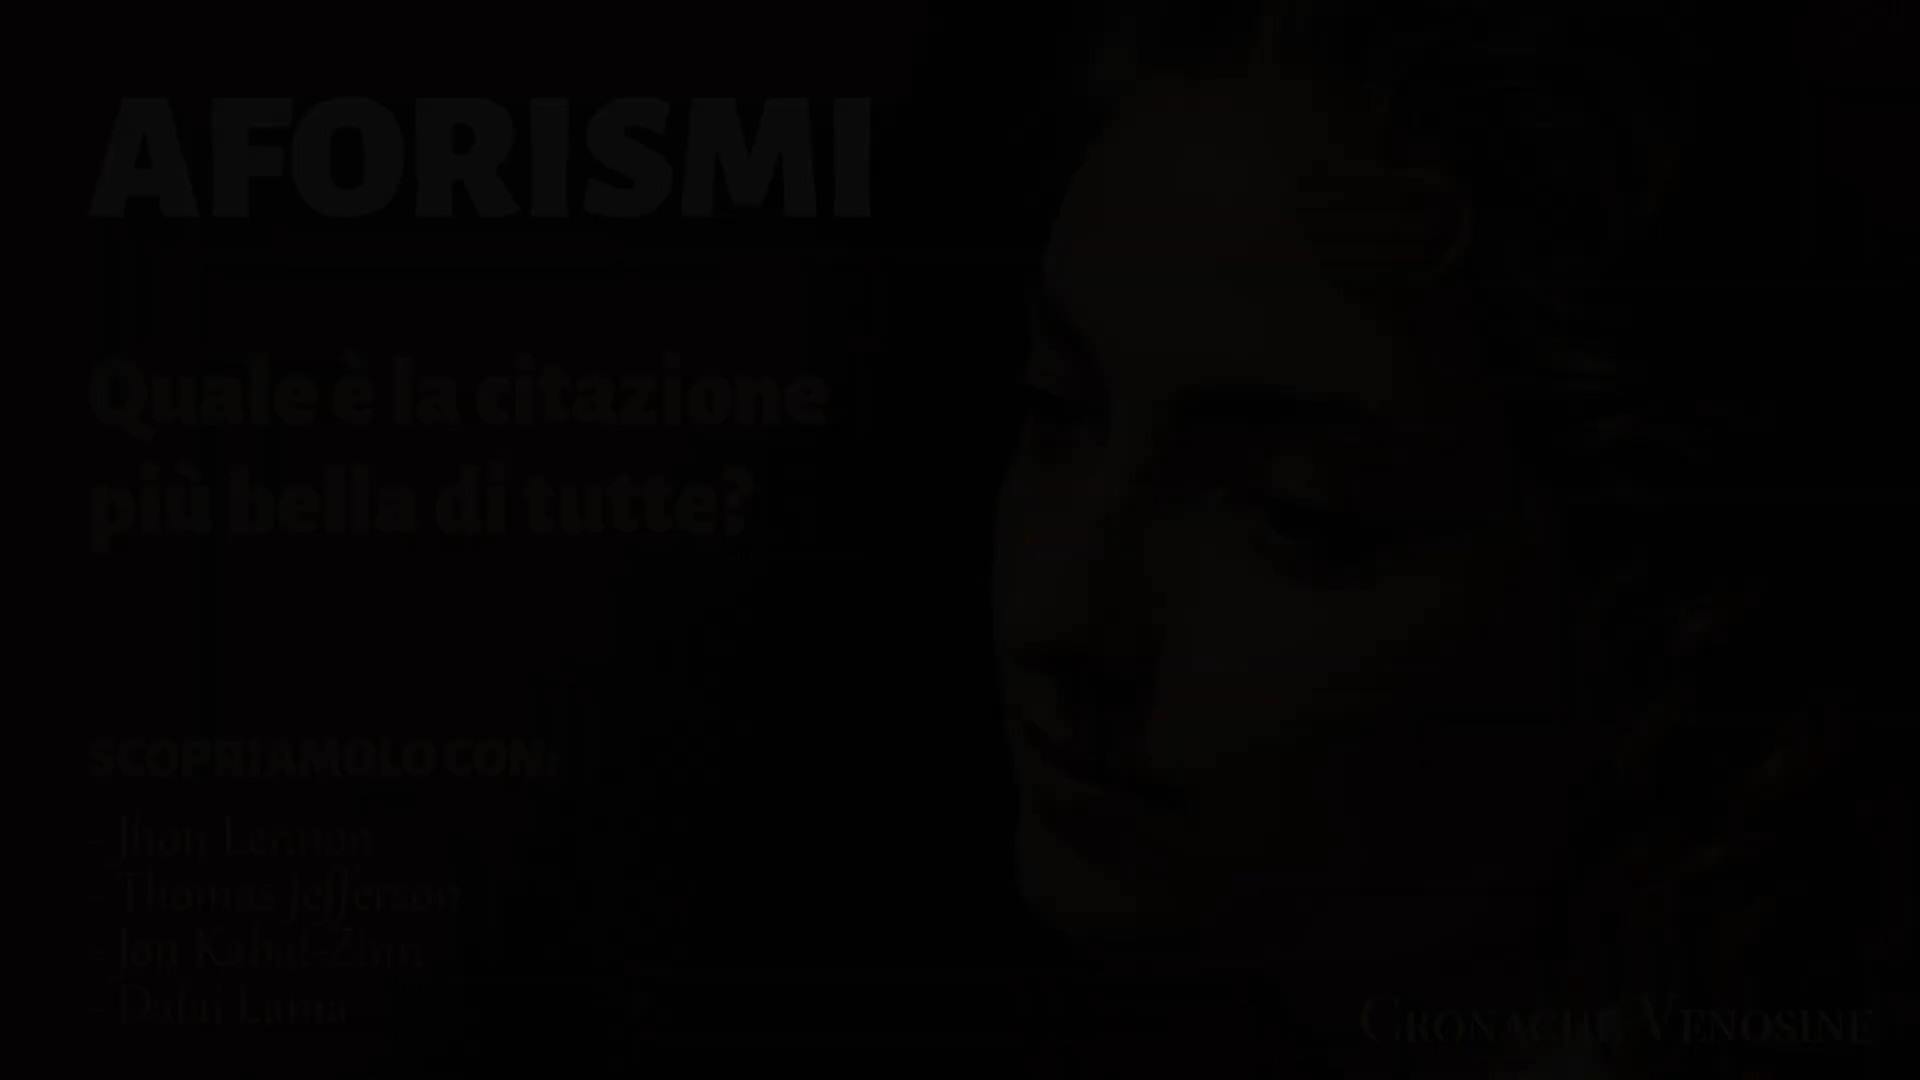 AFORISMI
Quale è la citazione
più bella di tutte?
SCOPRIAMOLO CON:
- Jhon Lennon
- Thomas Jefferson
- Jon Kabat-Zinn
- Dalai Lama
CRONACHE VENOSINE